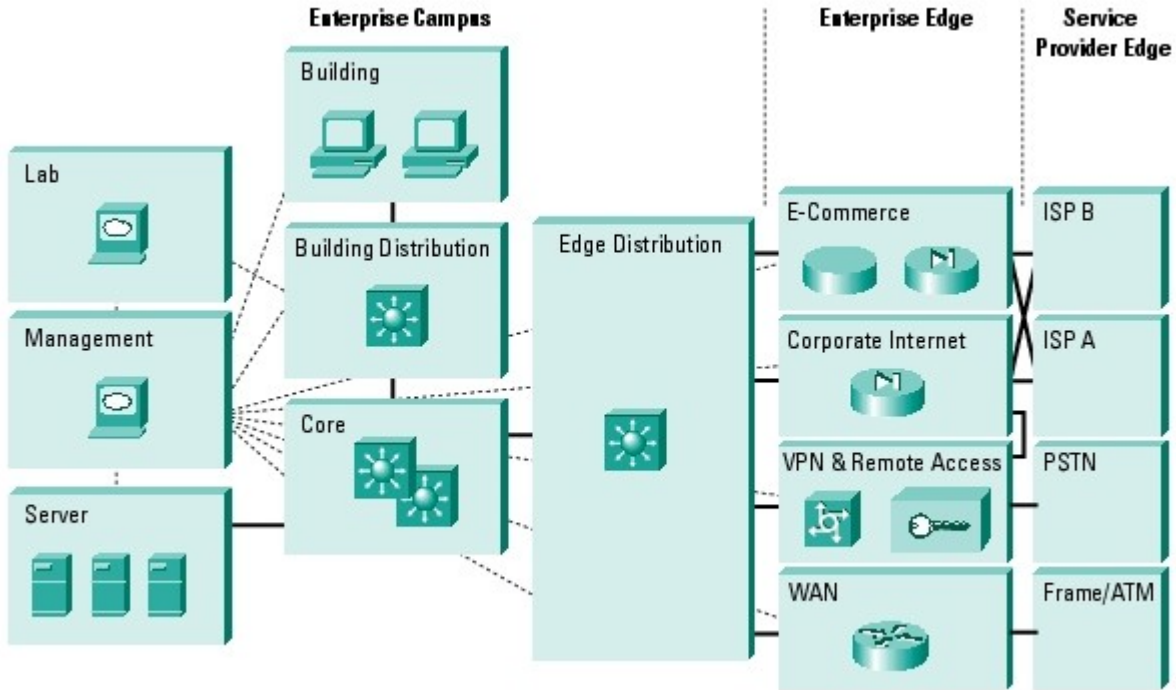 Enterprise Campus
Enterprise Edge
Service
Provider Edge
Building
Lab
Building Distribution
Edge Distribution
E-Commerce
ISP B
Management
Corporate Internet
ISP A
Core
VPN & Remote Access
PSTN
Server
WAN
Frame/ATM